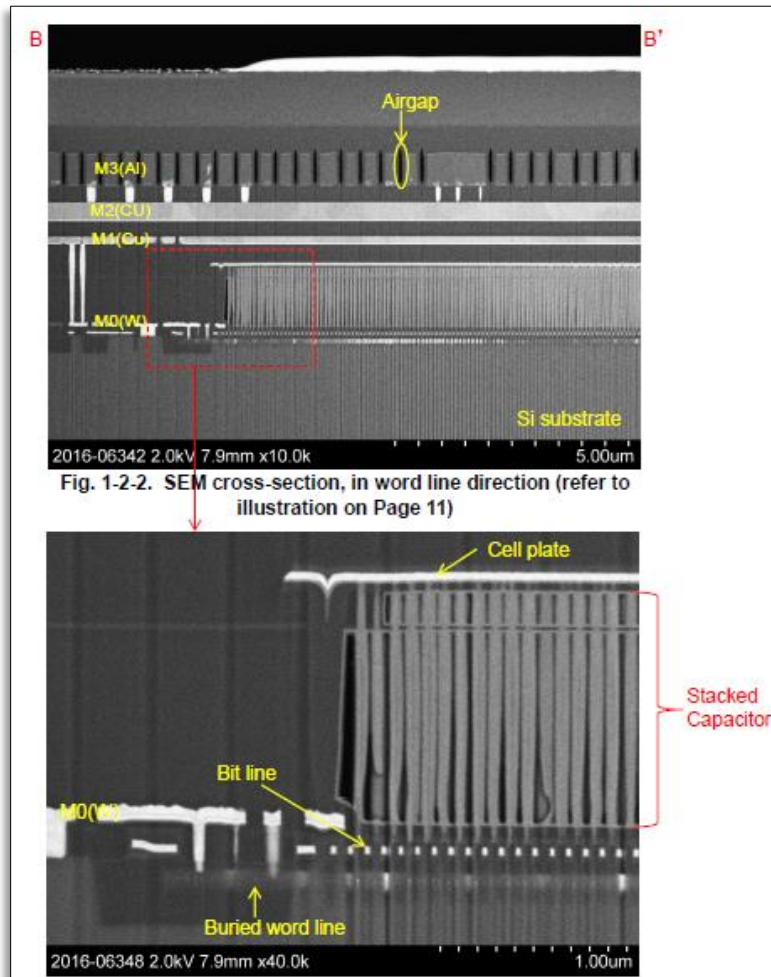 B
B'
Airgap
M3(Al)
M2(CU)
M1(Cu)
M0(W)
Si substrate
2016-06342 2.0kV 7.9mm x10.0k
5.00um
Fig. 1-2-2. SEM cross-section, in word line direction (refer to
illustration on Page 11)
Cell plate
Stacked
Capacitor
Bit line
M0(W)
Buried word line
2016-06348 2.0kV 7.9mm x40.0k
1.00um